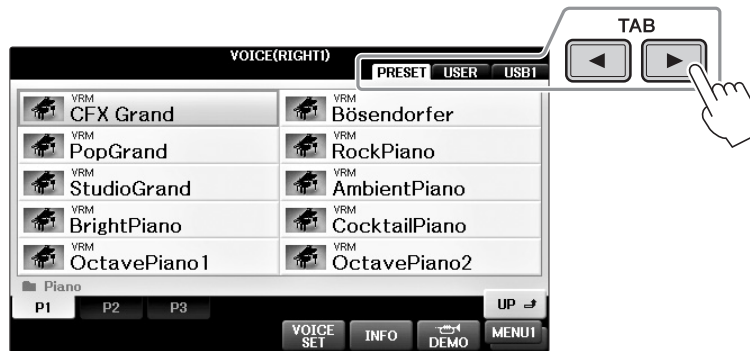 TAB
VOICE(RIGHT1)
PRESET USER USB1
VRM
CFX Grand
VRM
Bösendorfer
VRM
PopGrand
VRM
RockPiano
VRM
StudioGrand
VRM
AmbientPiano
VRM
BrightPiano
VRM
CocktailPiano
VRM
OctavePiano1
VRM
OctavePiano2
Piano
P1 P2 P3 UP
VOICE SET INFO DEMO MENU1